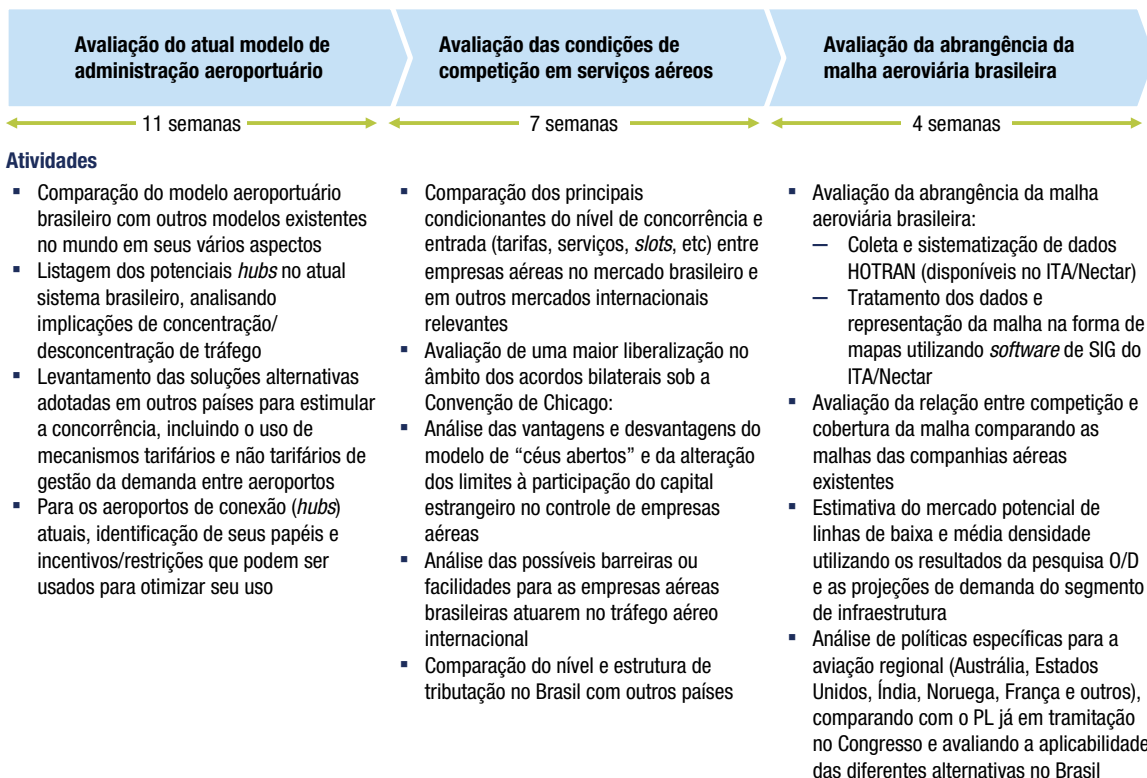 Avaliação do atual modelo de
administração aeroportuário
Avaliação das condições de
competição em serviços aéreos
Avaliação da abrangência da
malha aeroviária brasileira
11 semanas
7 semanas
4 semanas
Atividades
▪ Comparação do modelo aeroportuário
brasileiro com outros modelos existentes
no mundo em seus vários aspectos
▪ Listagem dos potenciais hubs no atual
sistema brasileiro, analisando
implicações de concentração/
desconcentração de tráfego
▪ Levantamento das soluções alternativas
adotadas em outros países para estimular
a concorrência, incluindo o uso de
mecanismos tarifários e não tarifários de
gestão da demanda entre aeroportos
▪ Para os aeroportos de conexão (hubs)
atuais, identificação de seus papéis e
incentivos/restrições que podem ser
usados para otimizar seu uso
▪ Comparação dos principais
condicionantes do nível de concorrência e
entrada (tarifas, serviços, slots, etc) entre
empresas aéreas no mercado brasileiro e
em outros mercados internacionais
relevantes
▪ Avaliação de uma maior liberalização no
âmbito dos acordos bilaterais sob a
Convenção de Chicago:
▪ Análise das vantagens e desvantagens do
modelo de “céus abertos” e da alteração
dos limites à participação do capital
estrangeiro no controle de empresas
aéreas
▪ Análise das possíveis barreiras ou
facilidades para as empresas aéreas
brasileiras atuarem no tráfego aéreo
internacional
▪ Comparação do nível e estrutura de
tributação no Brasil com outros países
▪ Avaliação da abrangência da malha
aeroviária brasileira:
— Coleta e sistematização de dados
HOTRAN (disponíveis no ITA/Nectar)
— Tratamento dos dados e
representação da malha na forma de
mapas utilizando software de SIG do
ITA/Nectar
▪ Avaliação da relação entre competição e
cobertura da malha comparando as
malhas das companhias aéreas
existentes
▪ Estimativa do mercado potencial de
linhas de baixa e média densidade
utilizando os resultados da pesquisa O/D
e as projeções de demanda do segmento
de infraestrutura
▪ Análise de políticas específicas para a
aviação regional (Austrália, Estados
Unidos, Índia, Noruega, França e outros),
comparando com o PL já em tramitação
no Congresso e avaliando a aplicabilidade
das diferentes alternativas no Brasil